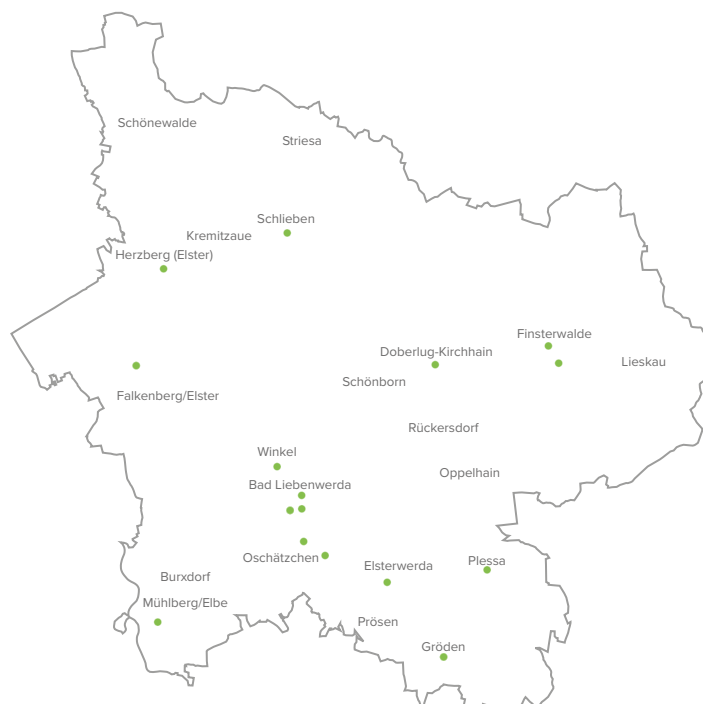 Schönewalde
Striesa
Schlieben
Kremitzaue
Herzberg (Elster)
Finsterwalde
Doberlug-Kirchhain
Lieskau
Schönborn
Falkenberg/Elster
Rückersdorf
Winkel
Oppelhain
Bad Liebenwerda
Oschätzchen
Plessa
Elsterwerda
Burxdorf
Mühlberg/Elbe
Prösen
Gröden